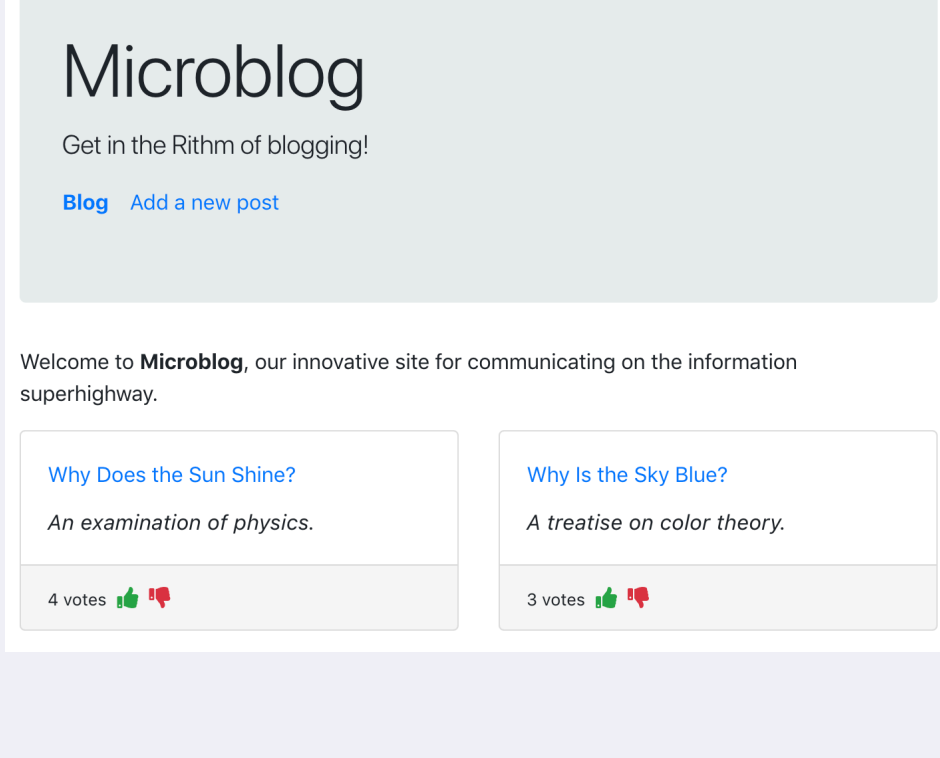 Microblog
Get in the Rithm of blogging!
Blog Add a new post
Welcome to Microblog, our innovative site for communicating on the information
superhighway.
Why Does the Sun Shine?
An examination of physics.
4 votes
Why Is the Sky Blue?
A treatise on color theory.
3 votes